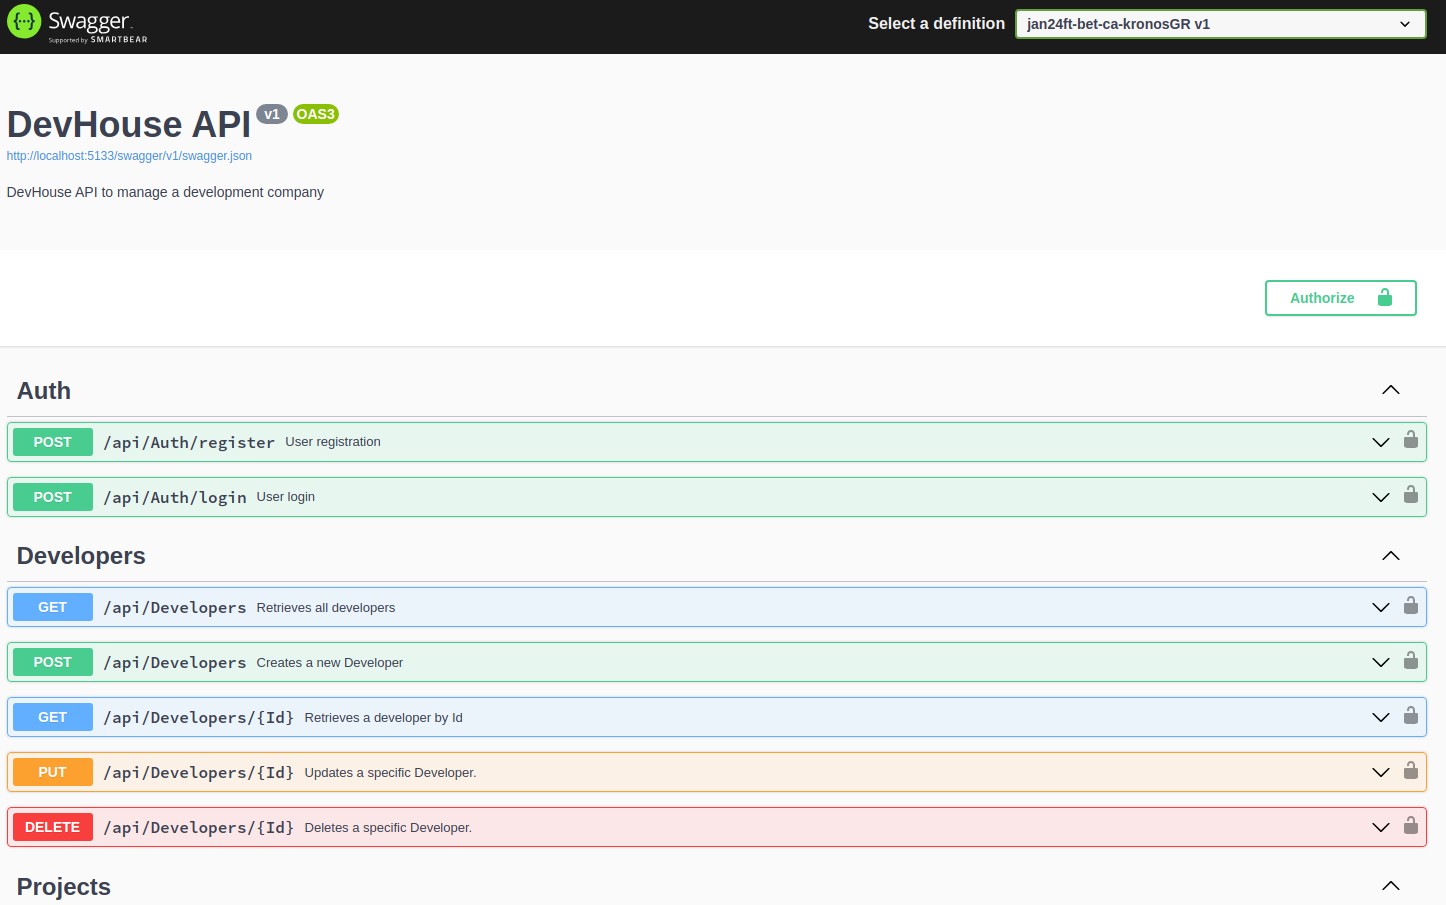 Swagger
Supported by SMARTBEAR
Select a definition
jan24ft-bet-ca-kronosGR v1
DevHouse API v1 OAS3
http://localhost:5133/swagger/v1/swagger.json
DevHouse API to manage a development company
Authorize
Auth
POST /api/Auth/register User registration
POST /api/Auth/login User login
Developers
GET /api/Developers Retrieves all developers
POST /api/Developers Creates a new Developer
GET /api/Developers/{Id} Retrieves a developer by Id
PUT /api/Developers/{Id} Updates a specific Developer.
DELETE /api/Developers/{Id} Deletes a specific Developer.
Projects